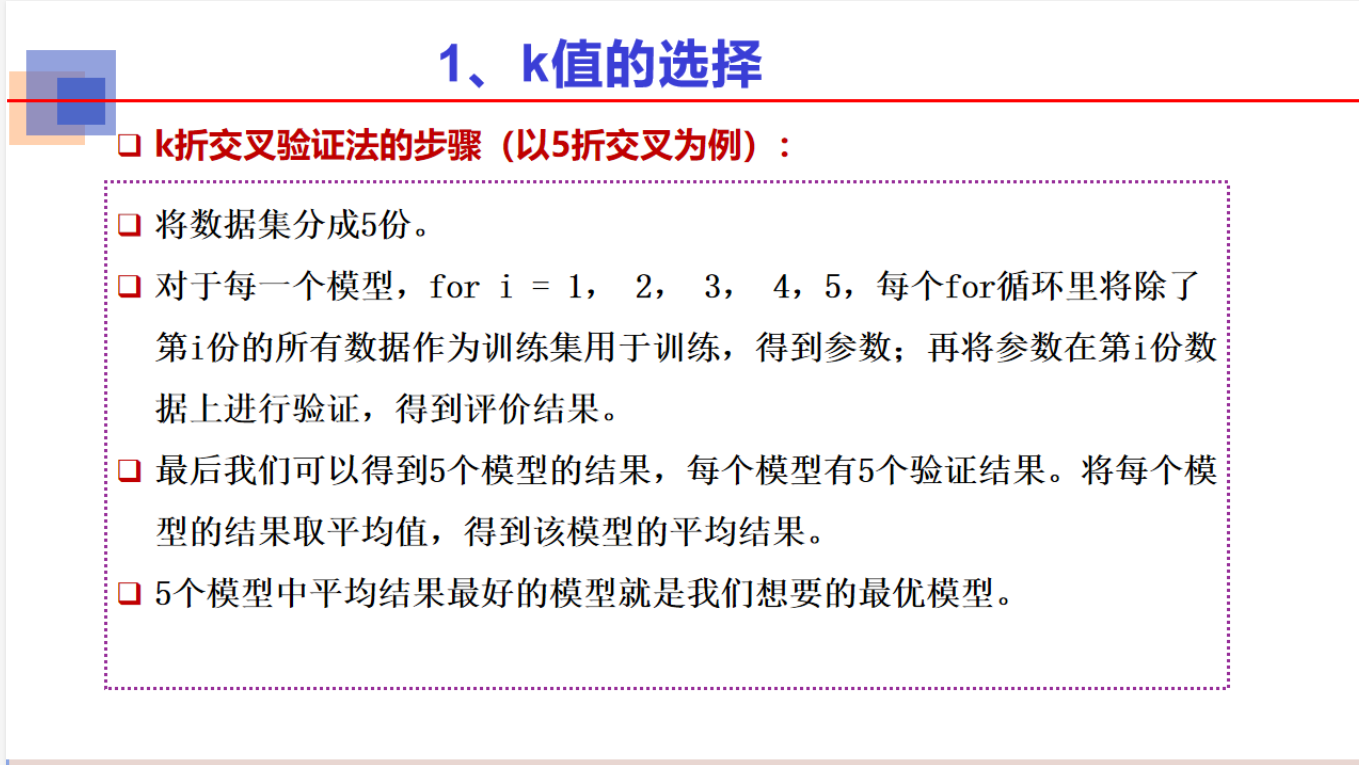 1、k值的选择
k折交叉验证法的步骤（以5折交叉为例）：
将数据集分成5份。
对于每一个模型，for i = 1， 2， 3， 4，5，每个for循环里将除了
第i份的所有数据作为训练集用于训练，得到参数；再将参数在第i份数
据上进行验证，得到评价结果。
最后我们可以得到5个模型的结果，每个模型有5个验证结果。将每个模
型的结果取平均值，得到该模型的平均结果。
5个模型中平均结果最好的模型就是我们想要的最优模型。